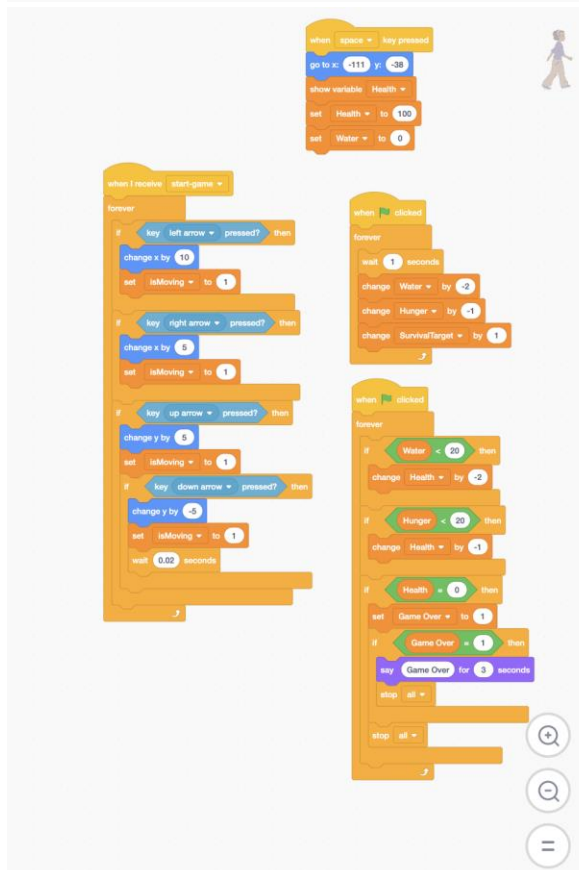 when space key pressed
go to x: -111 y: -38
show variable Health
set Health to 100
set Water to 0
when I receive start-game
forever
if key left arrow pressed? then
change x by 10
set isMoving to 1
if key right arrow pressed? then
change x by 5
set isMoving to 1
if key up arrow pressed? then
change y by 5
set isMoving to 1
if key down arrow pressed? then
change y by -5
set isMoving to 1
wait 0.02 seconds
when clicked
forever
wait 1 seconds
change Water by -2
change Hunger by -1
change SurvivalTarget by 1
when clicked
forever
if Water < 20 then
change Health by -2
if Hunger < 20 then
change Health by -1
if Health = 0 then
set Game Over to 1
if Game Over = 1 then
say Game Over for 3 seconds
stop all
stop all